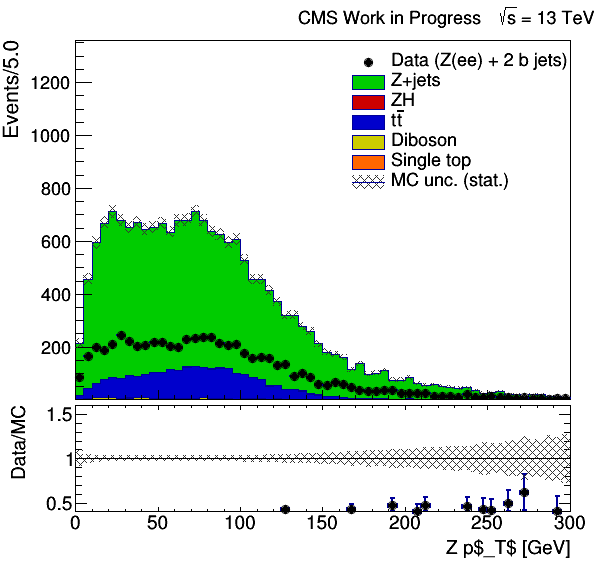 CMS Work in Progress √s = 13 TeV
Events/5.0
1200
1000
800
600
400
200
Data (Z(ee) + 2 b jets)
Z+jets
ZH
tt̅
Diboson
Single top
MC unc. (stat.)
Data/MC
1.5
1
0.5
0 50 100 150 200 250 300
Z p$_T$ [GeV]